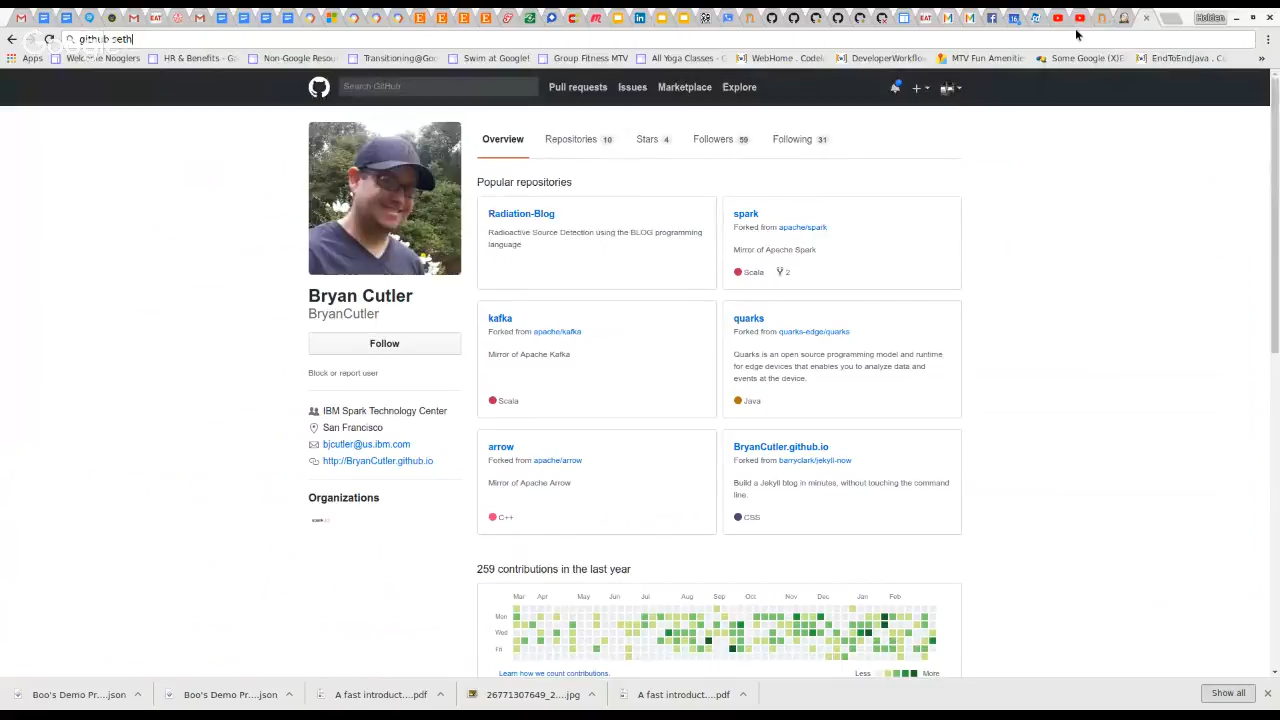 Holden
github seth
Apps
Welcome Nooglers
HR & Benefits - G
Non-Google Resou
Transitioning@Goo
Swim at Google!
Group Fitness MTV
All Yoga Classes - G
WebHome . Codela
DeveloperWorkflow
MTV Fun Amenitie
Some Google (X)E
EndToEndJava . Co
»
Search GitHub
Pull requests
Issues
Marketplace
Explore
Overview
Repositories 10
Stars 4
Followers 59
Following 31
Popular repositories
Radiation-Blog
Radioactive Source Detection using the BLOG programming
language
spark
Forked from apache/spark
Mirror of Apache Spark
Scala 2
kafka
Forked from apache/kafka
Mirror of Apache Kafka
Scala
quarks
Forked from quarks-edge/quarks
Quarks is an open source programming model and runtime
for edge devices that enables you to analyze data and
events at the device.
Java
arrow
Forked from apache/arrow
Mirror of Apache Arrow
C++
BryanCutler.github.io
Forked from barryclark/jekyll-now
Build a Jekyll blog in minutes, without touching the command
line.
CSS
Bryan Cutler
BryanCutler
Follow
Block or report user
IBM Spark Technology Center
San Francisco
bjcutler@us.ibm.com
http://BryanCutler.github.io
Organizations
259 contributions in the last year
Mar Apr May Jun Jul Aug Sep Oct Nov Dec Jan Feb
Mon
Wed
Fri
Learn how we count contributions.
Less More
Boo's Demo Pr....json
Boo's Demo Pr....json
A fast introduct....pdf
26771307649_2....jpg
A fast introduct....pdf
Show all